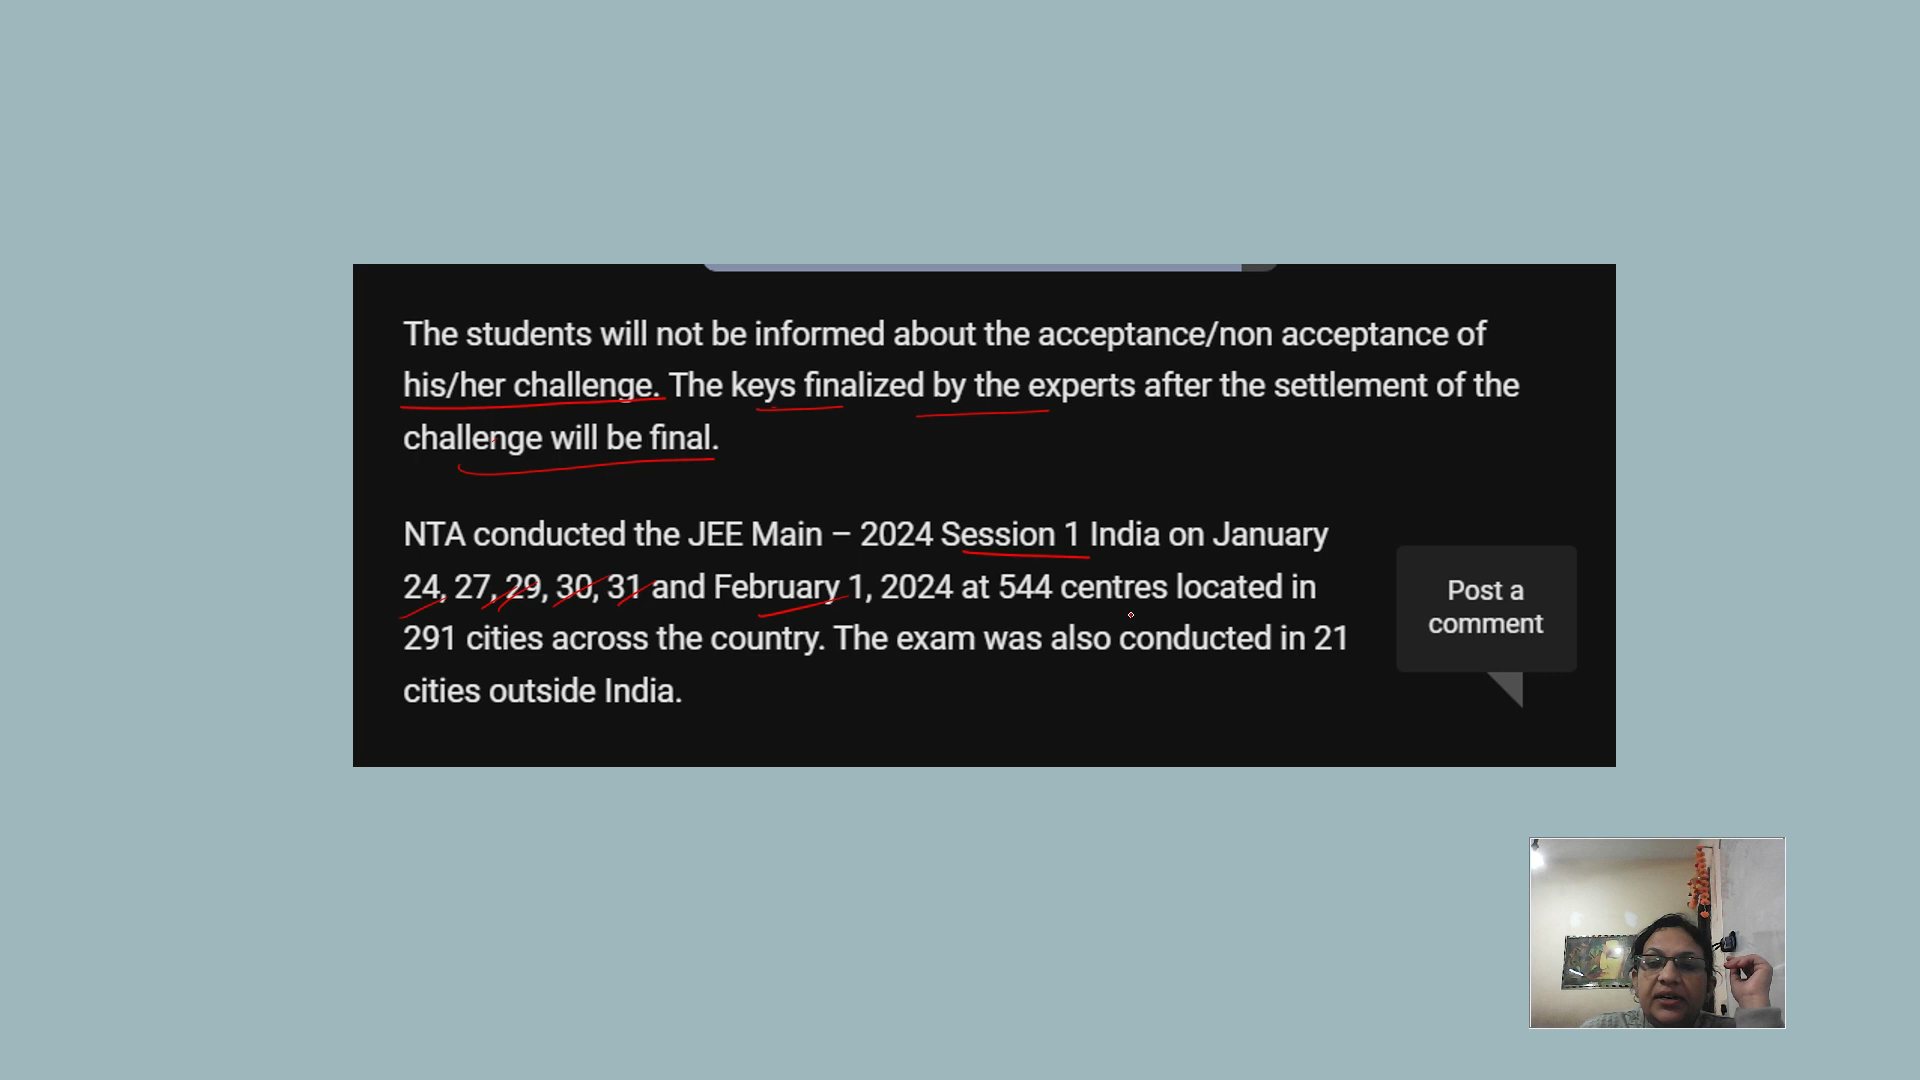 The students will not be informed about the acceptance/non acceptance of
his/her challenge. The keys finalized by the experts after the settlement of the
challenge will be final.
NTA conducted the JEE Main – 2024 Session 1 India on January
24, 27, 29, 30, 31 and February 1, 2024 at 544 centres located in
291 cities across the country. The exam was also conducted in 21
cities outside India.
Post a
comment